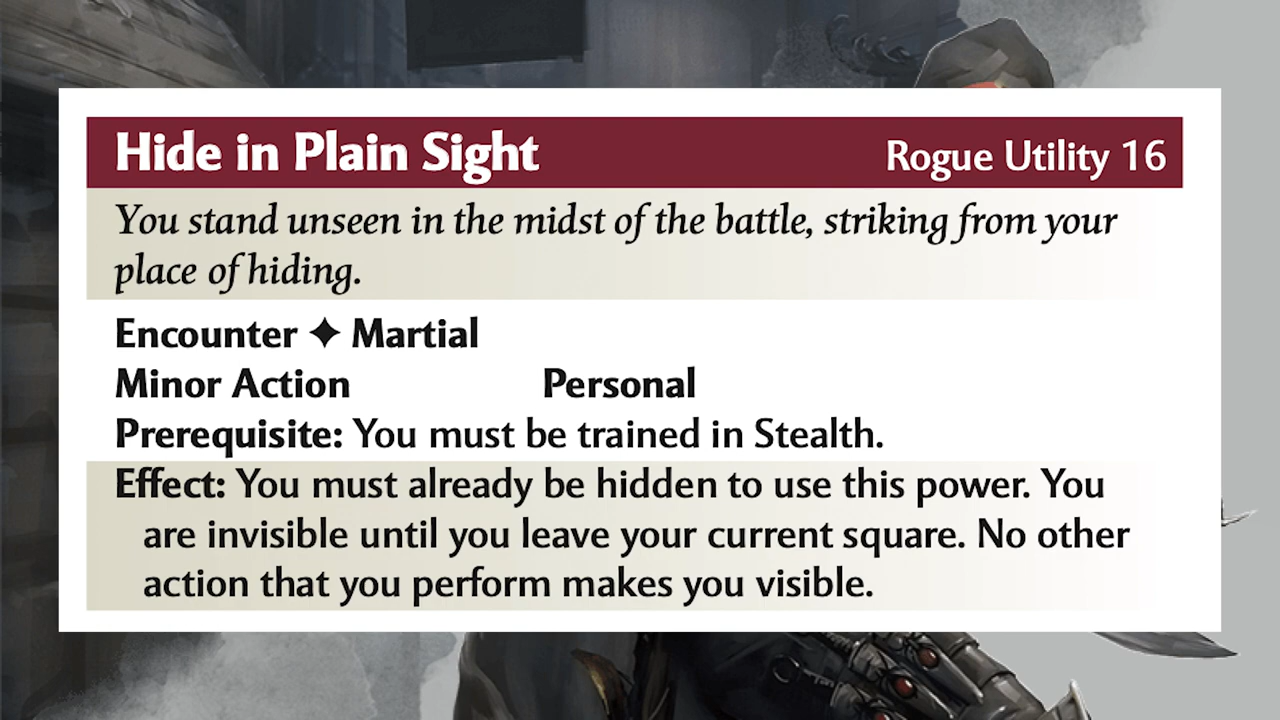 Hide in Plain Sight Rogue Utility 16
You stand unseen in the midst of the battle, striking from your
place of hiding.
Encounter ✦ Martial
Minor Action Personal
Prerequisite: You must be trained in Stealth.
Effect: You must already be hidden to use this power. You
are invisible until you leave your current square. No other
action that you perform makes you visible.